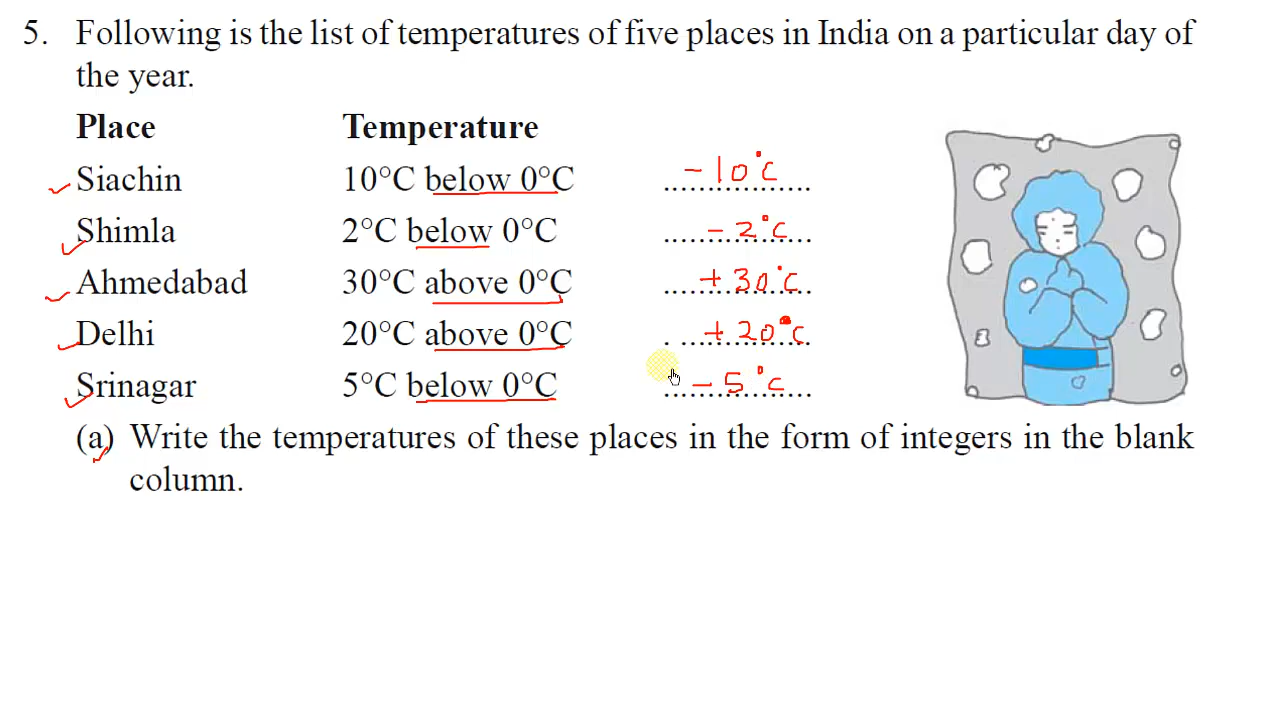 5. Following is the list of temperatures of five places in India on a particular day of
the year.
Place Temperature
Siachin 10°C below 0°C .................. -10°C
Shimla 2°C below 0°C .................. -2°C
Ahmedabad 30°C above 0°C .................. +30°C
Delhi 20°C above 0°C . ................ +20°C
Srinagar 5°C below 0°C .................. -5°C
(a) Write the temperatures of these places in the form of integers in the blank
column.